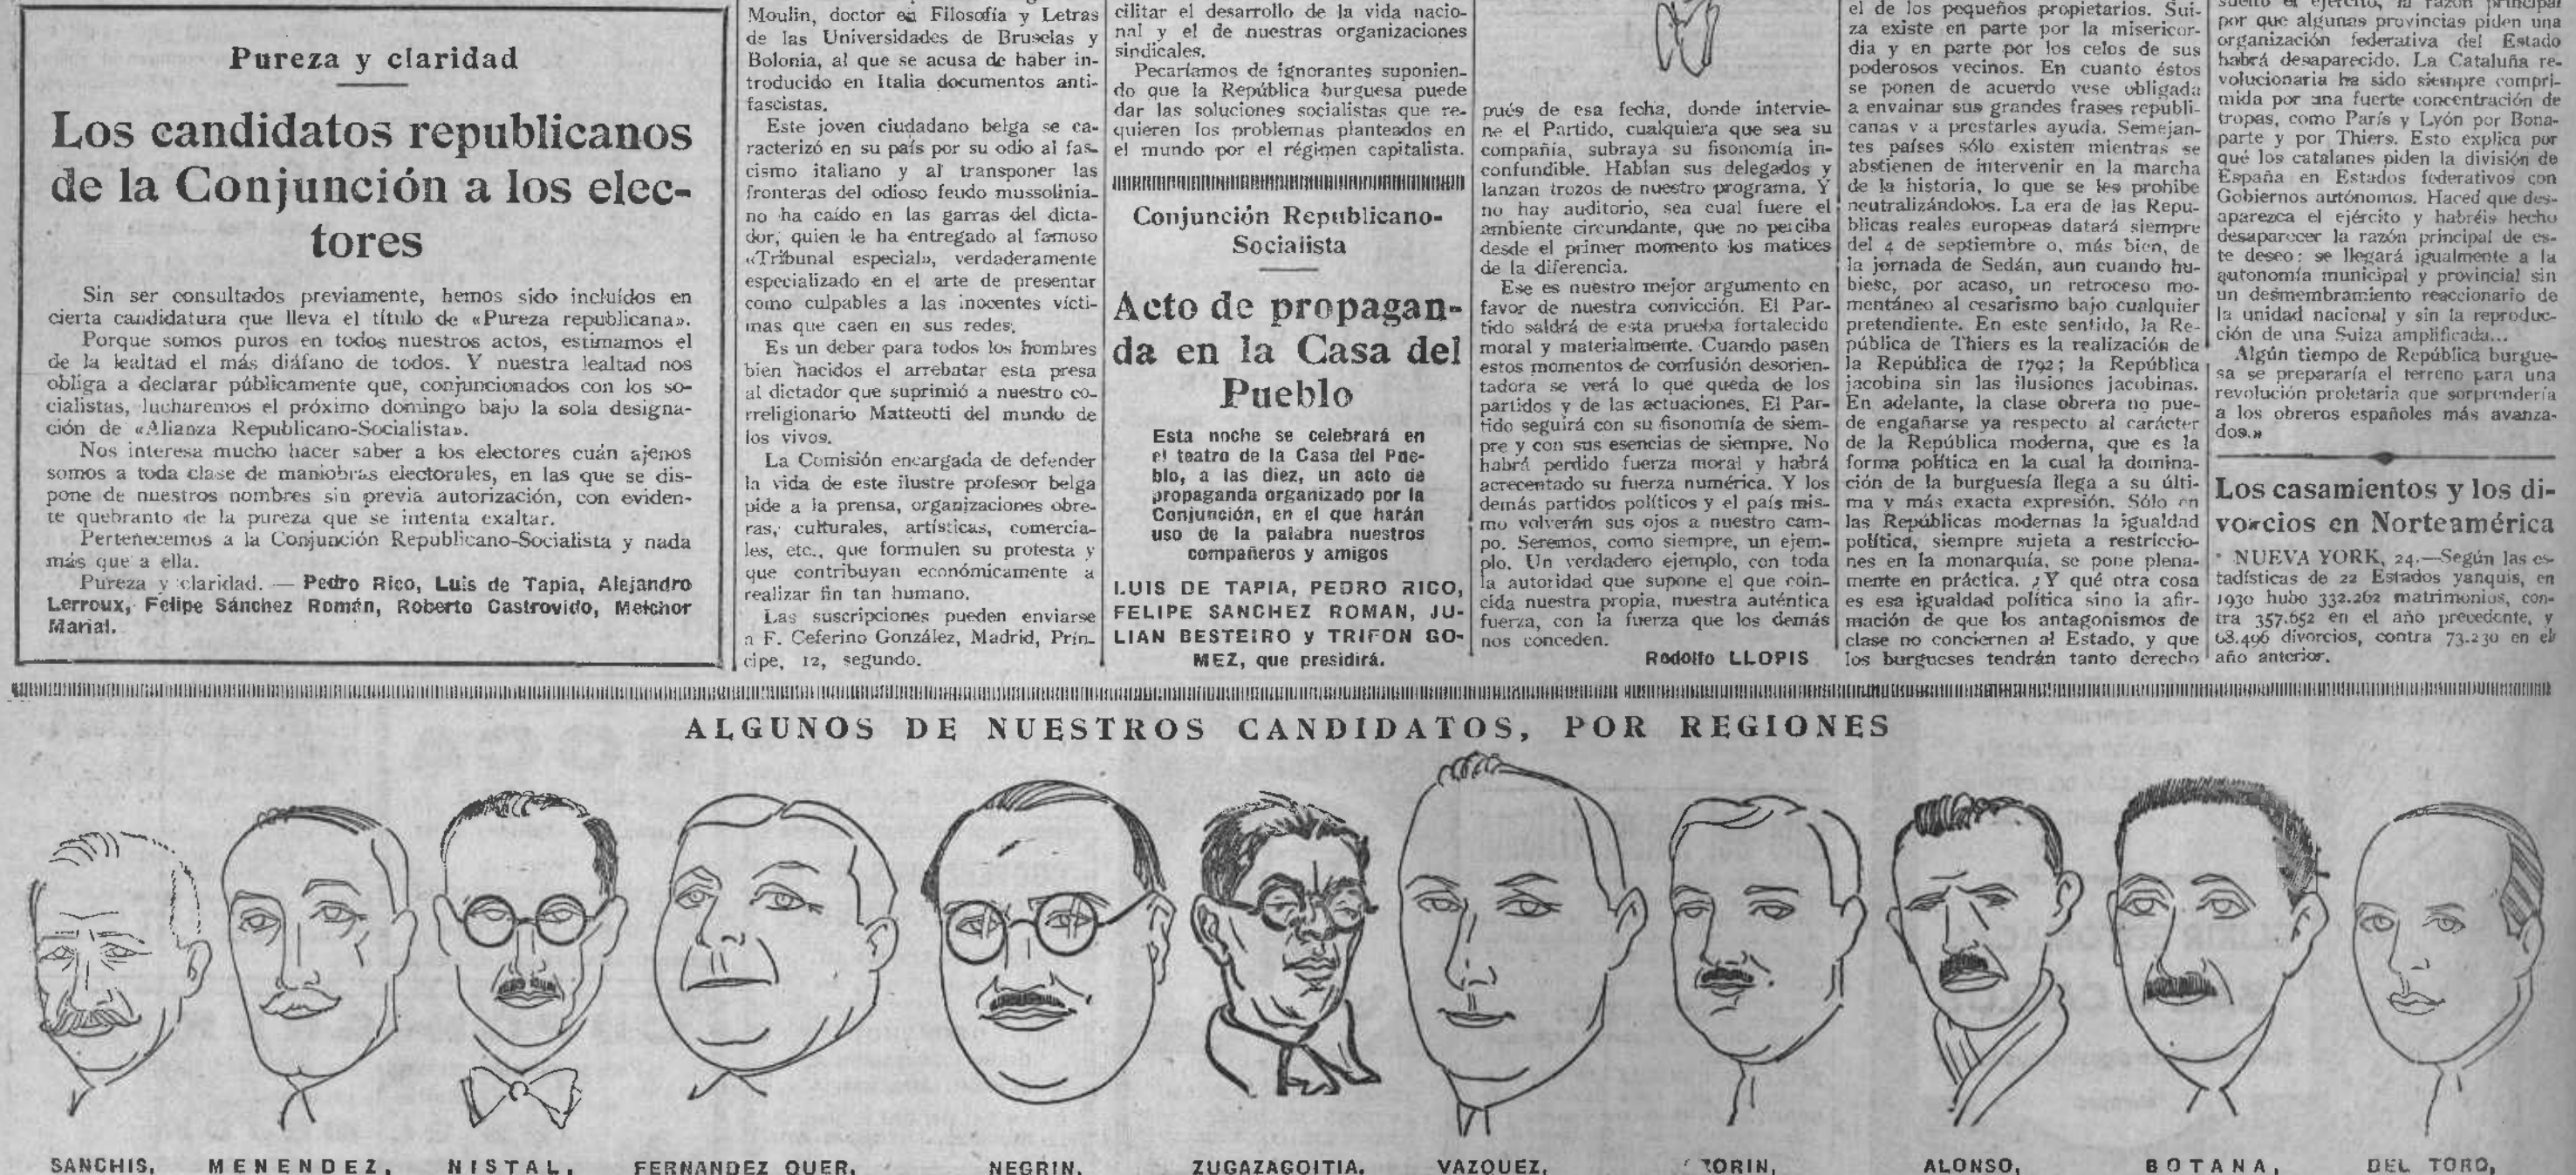 Pureza y claridad
Los candidatos republicanos
de la Conjunción a los elec-
tores
Sin ser consultados previamente, hemos sido incluídos en
cierta candidatura que lleva el título de «Pureza republicana».
Porque somos puros en todos nuestros actos, estimamos el
de la lealtad el más diáfano de todos. Y nuestra lealtad nos
obliga a declarar públicamente que, conjuncionados con los so-
cialistas, lucharemos el próximo domingo bajo la sola designa-
ción de «Alianza Republicano-Socialista».
Nos interesa mucho hacer saber a los electores cuán ajenos
somos a toda clase de maniobras electorales, en las que se dis-
pone de nuestros nombres sin previa autorización, con eviden-
te quebranto de la pureza que se intenta exaltar.
Pertenecemos a la Conjunción Republicano-Socialista y nada
más que a ella.
Pureza y claridad. — Pedro Rico, Luis de Tapia, Alejandro
Lerroux, Felipe Sánchez Román, Roberto Castrovido, Melchor
Marial.
Moulin, doctor en Filosofía y Letras
de las Universidades de Bruselas y
Bolonia, al que se acusa de haber in-
troducido en Italia documentos anti-
fascistas.
Este joven ciudadano belga se ca-
racterizó en su país por su odio al fas-
cismo italiano y al transponer las
fronteras del odioso feudo mussolinia-
no ha caído en las garras del dicta-
dor, quien le ha entregado al famoso
«Tribunal especial», verdaderamente
especializado en el arte de presentar
como culpables a las inocentes vícti-
mas que caen en sus redes.
Es un deber para todos los hombres
bien nacidos el arrebatar esta presa
al dictador que suprimió a nuestro co-
rreligionario Matteotti del mundo de
los vivos.
La Comisión encargada de defender
la vida de este ilustre profesor belga
pide a la prensa, organizaciones obre-
ras, culturales, artísticas, comercia-
les, etc., que formulen su protesta y
que contribuyan económicamente a
realizar fin tan humano.
Las suscripciones pueden enviarse
a F. Ceferino González, Madrid, Prín-
cipe, 12, segundo.
cilitar el desarrollo de la vida nacio-
nal y el de nuestras organizaciones
sindicales.
Pecaríamos de ignorantes suponien-
do que la República burguesa puede
dar las soluciones socialistas que re-
quieren los problemas planteados en
el mundo por el régimen capitalista.
Conjunción Republicano-
Socialista
Acto de propagan-
da en la Casa del
Pueblo
Esta noche se celebrará en
el teatro de la Casa del Pue-
blo, a las diez, un acto de
propaganda organizado por la
Conjunción, en el que harán
uso de la palabra nuestros
compañeros y amigos
LUIS DE TAPIA, PEDRO RICO,
FELIPE SANCHEZ ROMAN, JU-
LIAN BESTEIRO y TRIFON GO-
MEZ, que presidirá.
pués de esa fecha, donde intervie-
ne el Partido, cualquiera que sea su
compañía, subraya su fisonomía in-
confundible. Hablan sus delegados y
lanzan trozos de nuestro programa. Y
no hay auditorio, sea cual fuere el
ambiente circundante, que no perciba
desde el primer momento los matices
de la diferencia.
Ese es nuestro mejor argumento en
favor de nuestra convicción. El Par-
tido saldrá de esta prueba fortalecido
moral y materialmente. Cuando pasen
estos momentos de confusión desorien-
tadora se verá lo que queda de los
partidos y de las actuaciones. El Par-
tido seguirá con su fisonomía de siem-
pre y con sus esencias de siempre. No
habrá perdido fuerza moral y habrá
acrecentado su fuerza numérica. Y los
demás partidos políticos y el país mis-
mo volverán sus ojos a nuestro cam-
po. Seremos, como siempre, un ejem-
plo. Un verdadero ejemplo, con toda
la autoridad que supone el que coin-
cida nuestra propia, nuestra auténtica
fuerza, con la fuerza que los demás
nos conceden.
Rodolfo LLOPIS
el de los pequeños propietarios. Sui-
za existe en parte por la misericor-
dia y en parte por los celos de sus
poderosos vecinos. En cuanto éstos
se ponen de acuerdo vese obligada
a envainar sus grandes frases republi-
canas y a prestarles ayuda. Semejan-
tes países sólo existen mientras se
abstienen de intervenir en la marcha
de la historia, lo que se les prohibe
neutralizándolos. La era de las Repu-
blicas reales europeas datará siempre
del 4 de septiembre o, más bien, de
la jornada de Sedán, aun cuando hu-
biese, por acaso, un retroceso mo-
mentáneo al cesarismo bajo cualquier
pretendiente. En este sentido, la Re-
pública de Thiers es la realización de
la República de 1792; la República
jacobina sin las ilusiones jacobinas.
En adelante, la clase obrera no pue-
de engañarse ya respecto al carácter
de la República moderna, que es la
forma política en la cual la domina-
ción de la burguesía llega a su últi-
ma y más exacta expresión. Sólo en
las Repúblicas modernas la igualdad
política, siempre sujeta a restriccio-
nes en la monarquía, se pone plena-
mente en práctica. ¿Y qué otra cosa
es esa igualdad política sino la afir-
mación de que los antagonismos de
clase no conciernen al Estado, y que
los burgueses tendrán tanto derecho
suelto el ejército, la razón principal
por que algunas provincias piden una
organización federativa del Estado
habrá desaparecido. La Cataluña re-
volucionaria ha sido siempre compri-
mida por una fuerte concentración de
tropas, como París y Lyón por Bona-
parte y por Thiers. Esto explica por
qué los catalanes piden la división de
España en Estados federativos con
Gobiernos autónomos. Haced que des-
aparezca el ejército y habréis hecho
desaparecer la razón principal de es-
te deseo: se llegará igualmente a la
autonomía municipal y provincial sin
un desmembramiento reaccionario de
la unidad nacional y sin la reproduc-
ción de una Suiza amplificada...
Algún tiempo de República burgue-
sa se prepararía el terreno para una
revolución proletaria que sorprendería
a los obreros españoles más avanza-
dos.»
Los casamientos y los di-
vorcios en Norteamérica
NUEVA YORK, 24.—Según las es-
tadísticas de 22 Estados yanquis, en
1930 hubo 332.262 matrimonios, con-
tra 357.652 en el año precedente, y
68.496 divorcios, contra 73.230 en el
año anterior.
ALGUNOS DE NUESTROS CANDIDATOS, POR REGIONES
SANCHIS, MENENDEZ, NISTAL, FERNANDEZ QUER, NEGRIN, ZUGAZAGOITIA, VAZQUEZ, ALONSO, BOTANA, DEL TORO,